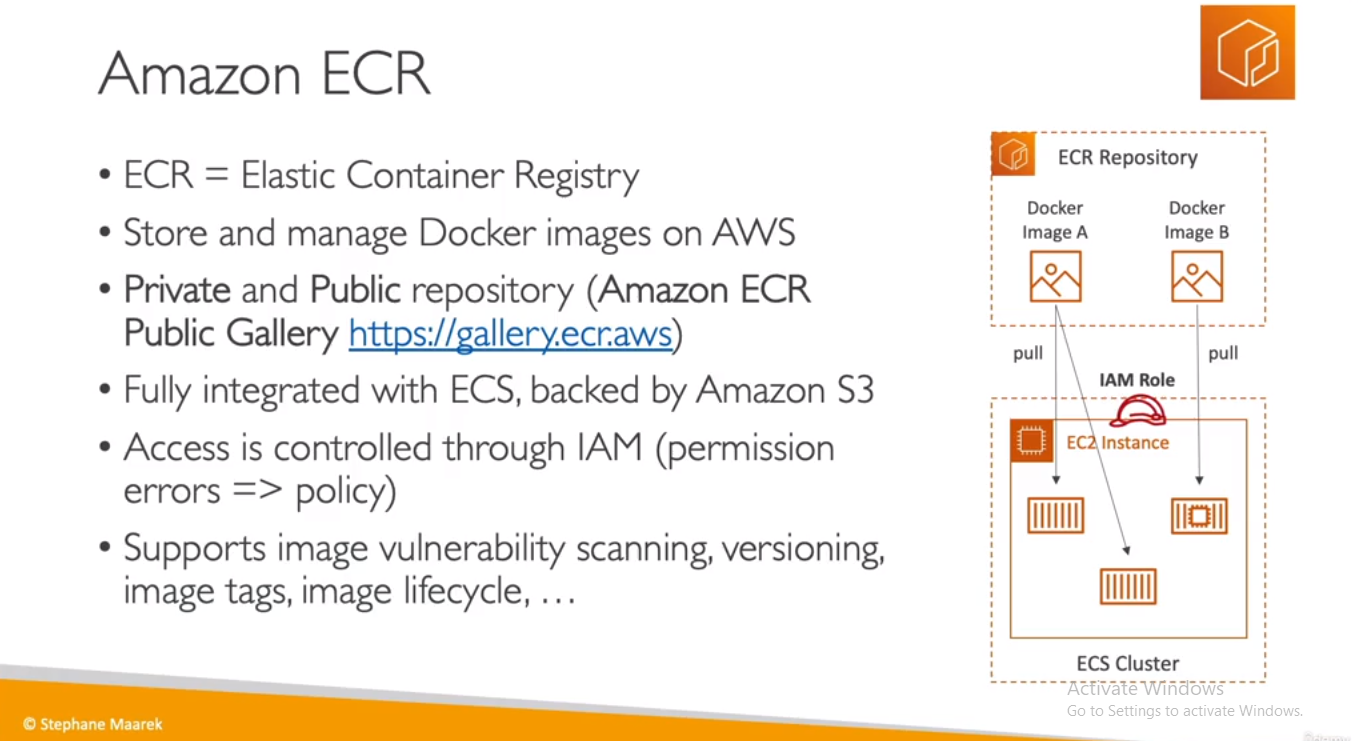 Amazon ECR
• ECR = Elastic Container Registry
• Store and manage Docker images on AWS
• Private and Public repository (Amazon ECR
Public Gallery https://gallery.ecr.aws)
• Fully integrated with ECS, backed by Amazon S3
• Access is controlled through IAM (permission
errors => policy)
• Supports image vulnerability scanning, versioning,
image tags, image lifecycle, …
ECR Repository
Docker
Image A
Docker
Image B
pull
pull
IAM Role
EC2 Instance
ECS Cluster
Activate Windows
Go to Settings to activate Windows.
© Stephane Maarek